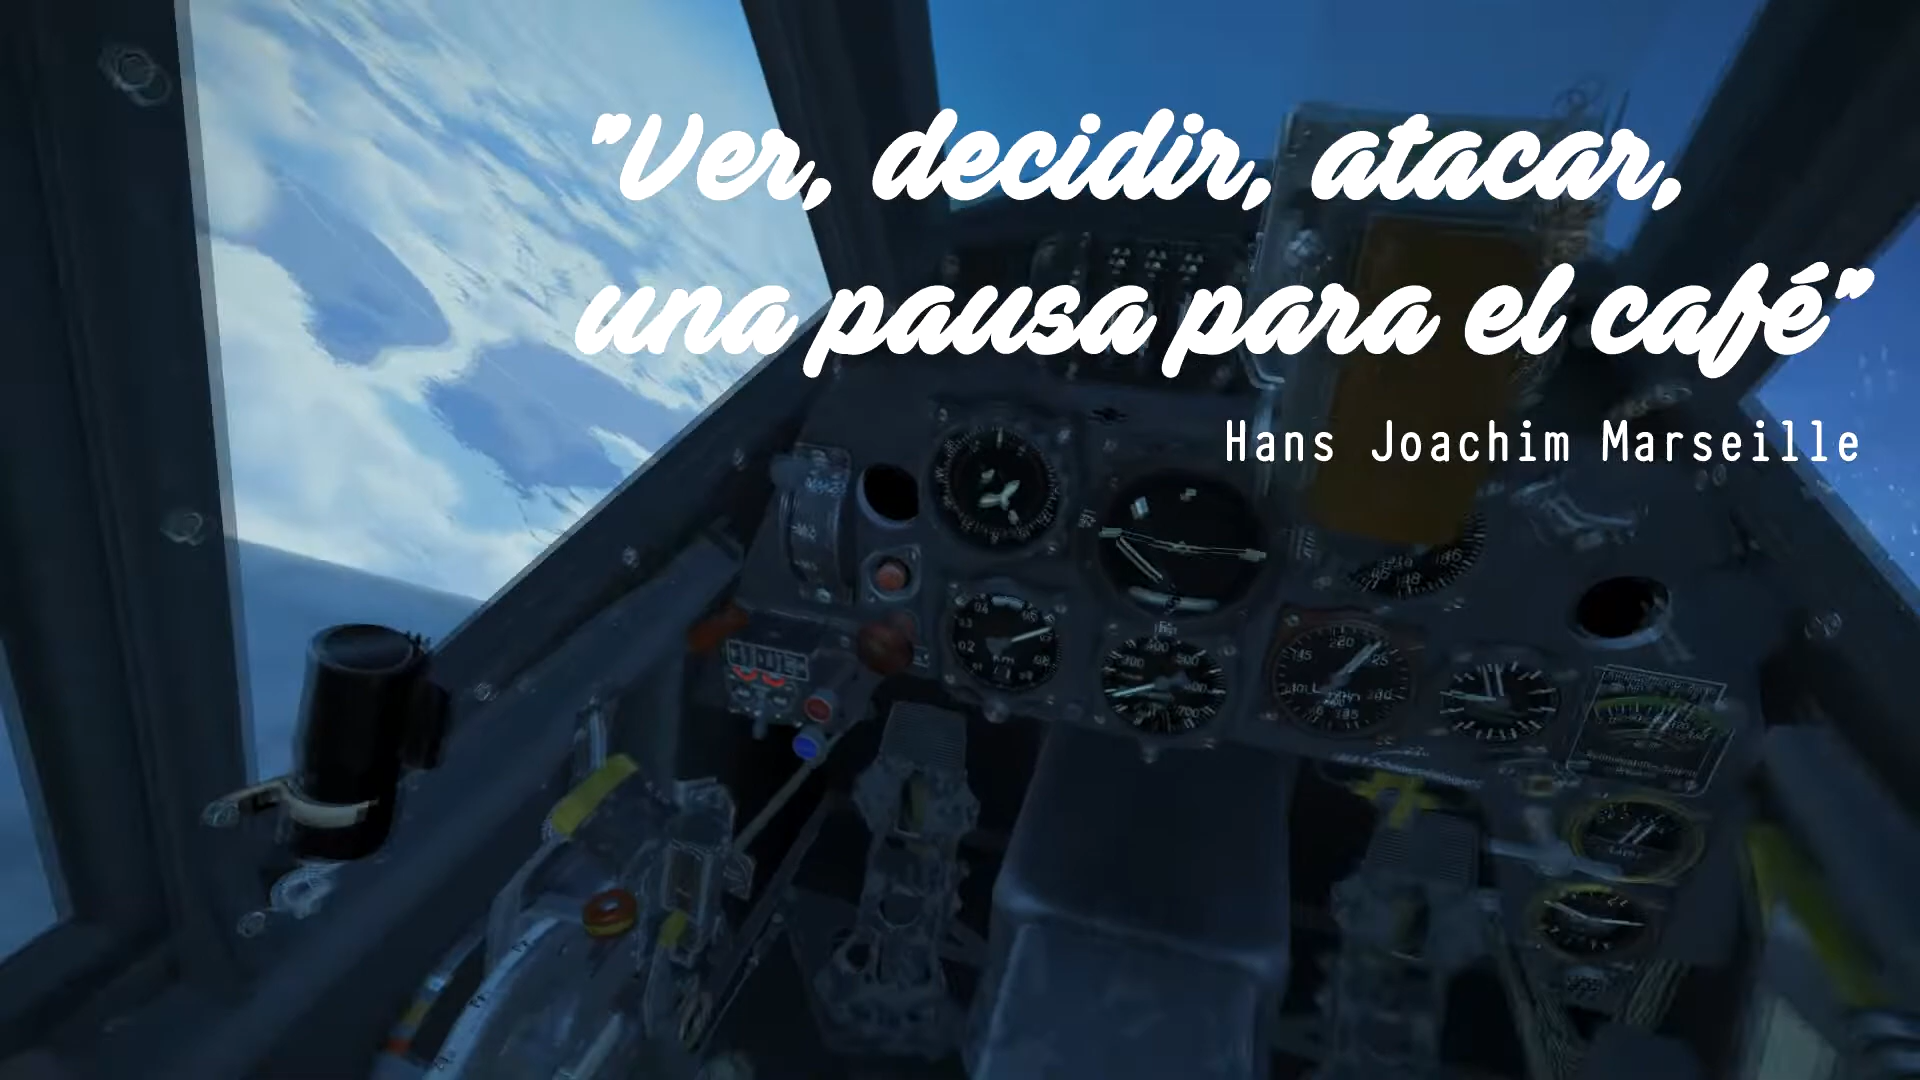 "Ver, decidir, atacar,
una pausa para el café"
Hans Joachim Marseille